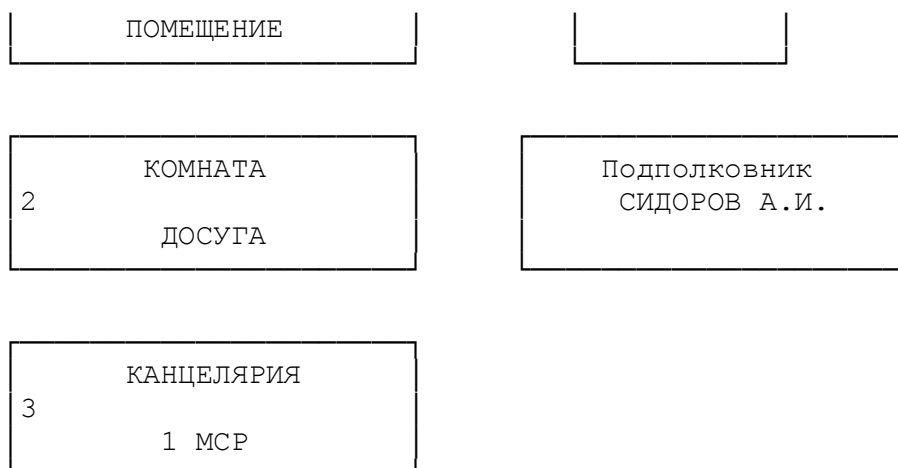 ПОМЕЩЕНИЕ
КОМНАТА
2
ДОСУГА
Подполковник
СИДОРОВ А.И.
КАНЦЕЛЯРИЯ
3
1 МСР